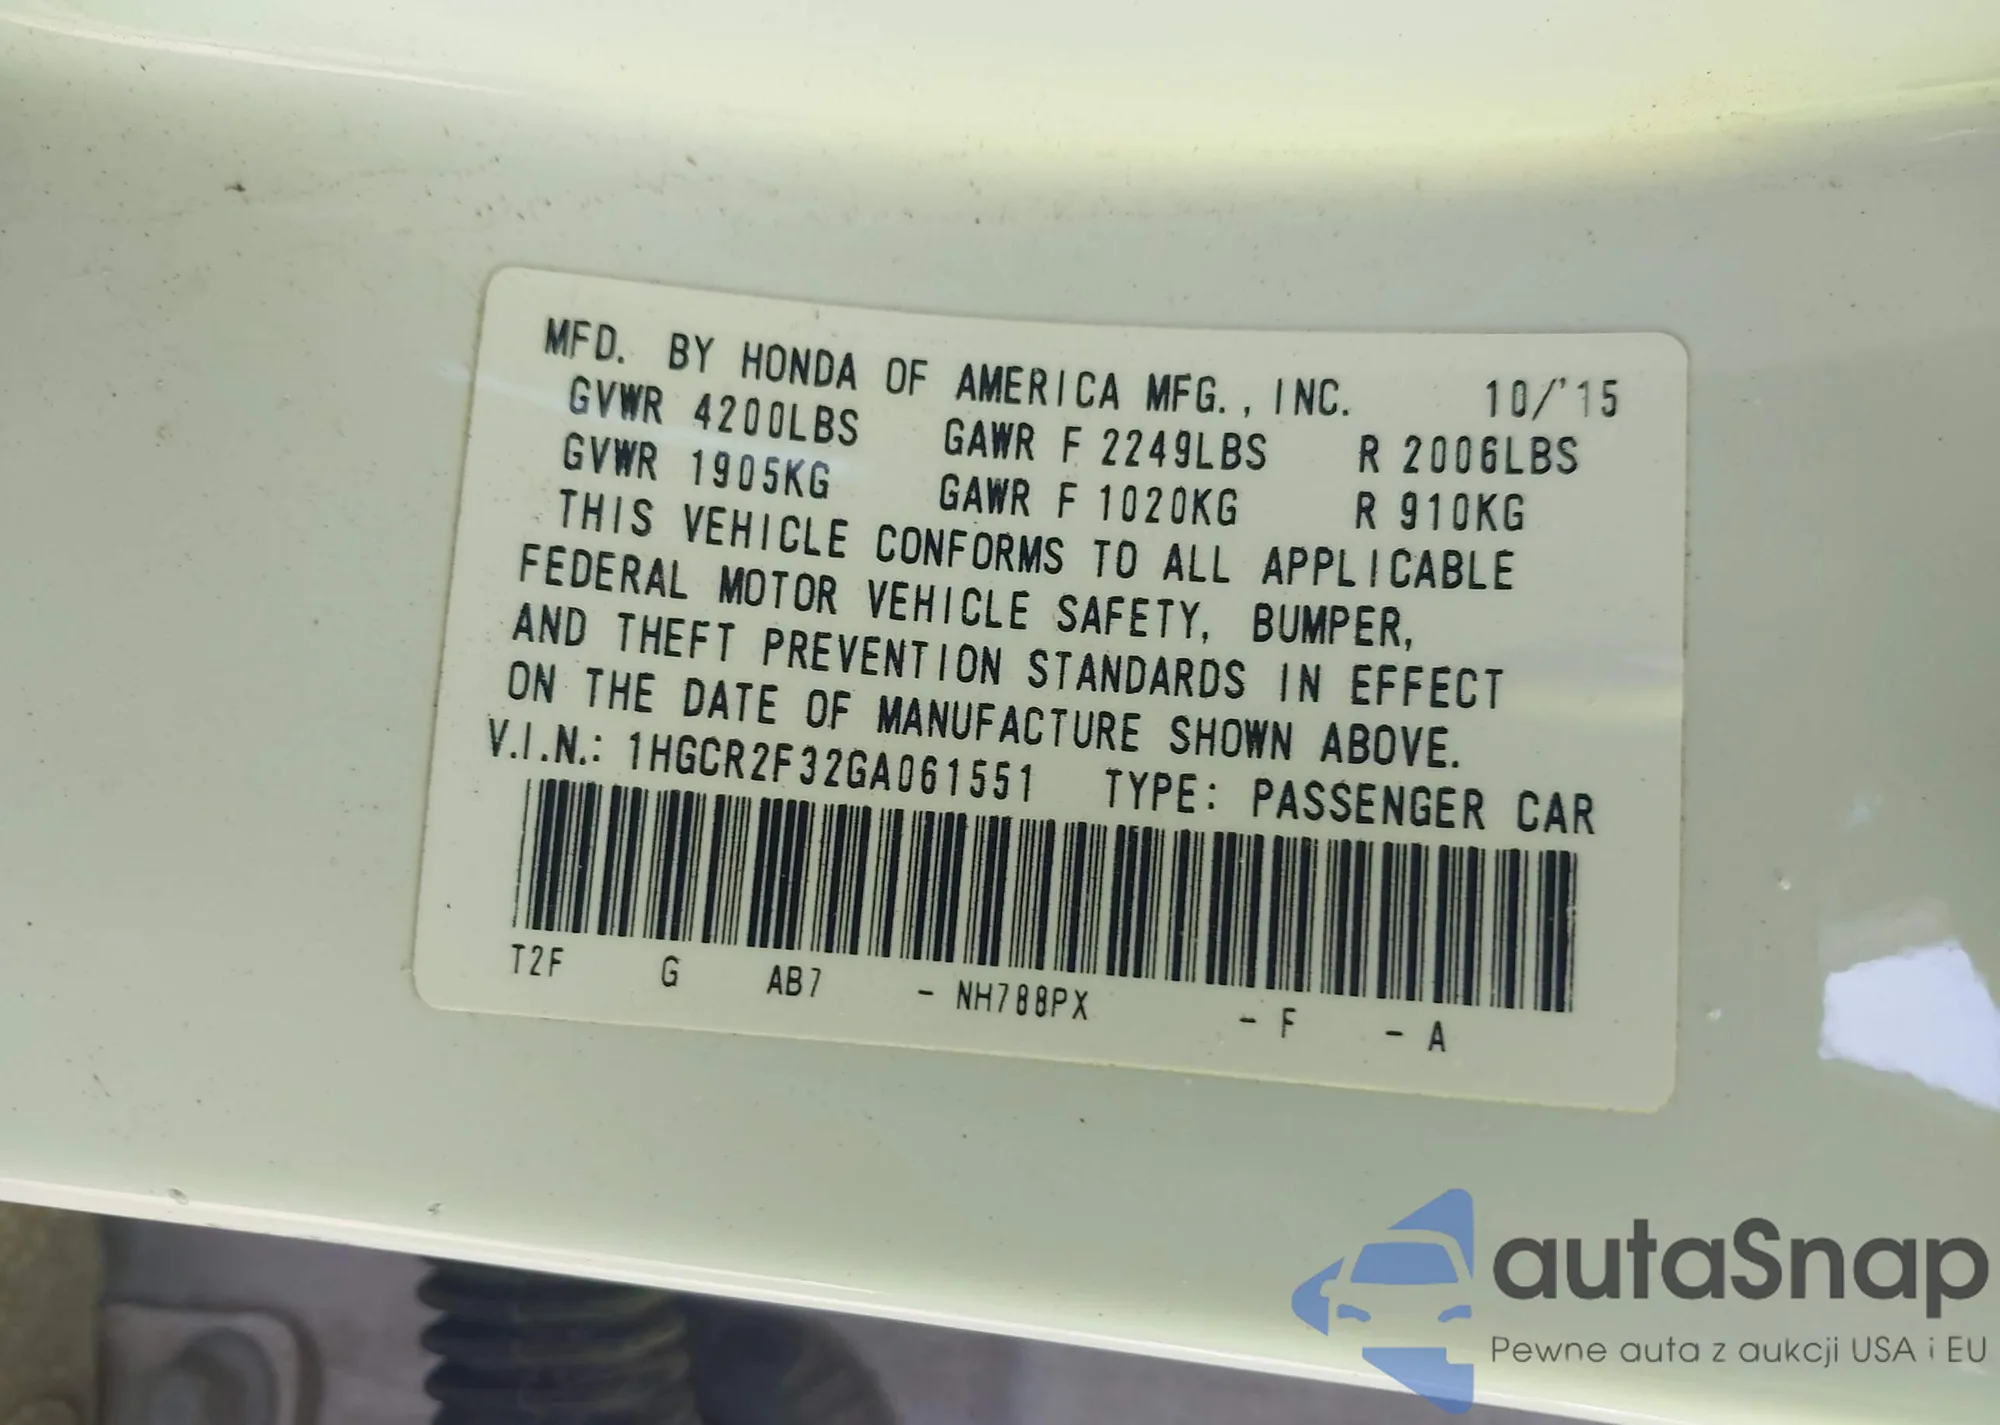 MFD. BY HONDA OF AMERICA MFG., INC. 10/'15
GVWR 4200LBS GAWR F 2249LBS R 2006LBS
GVWR 1905KG GAWR F 1020KG R 910KG
THIS VEHICLE CONFORMS TO ALL APPLICABLE
FEDERAL MOTOR VEHICLE SAFETY, BUMPER,
AND THEFT PREVENTION STANDARDS IN EFFECT
ON THE DATE OF MANUFACTURE SHOWN ABOVE.
V.I.N.: 1HGCR2F32GA061551 TYPE: PASSENGER CAR
T2F G AB7 - NH788PX - F - A
autaSnap
Pewne auta z aukcji USA i EU